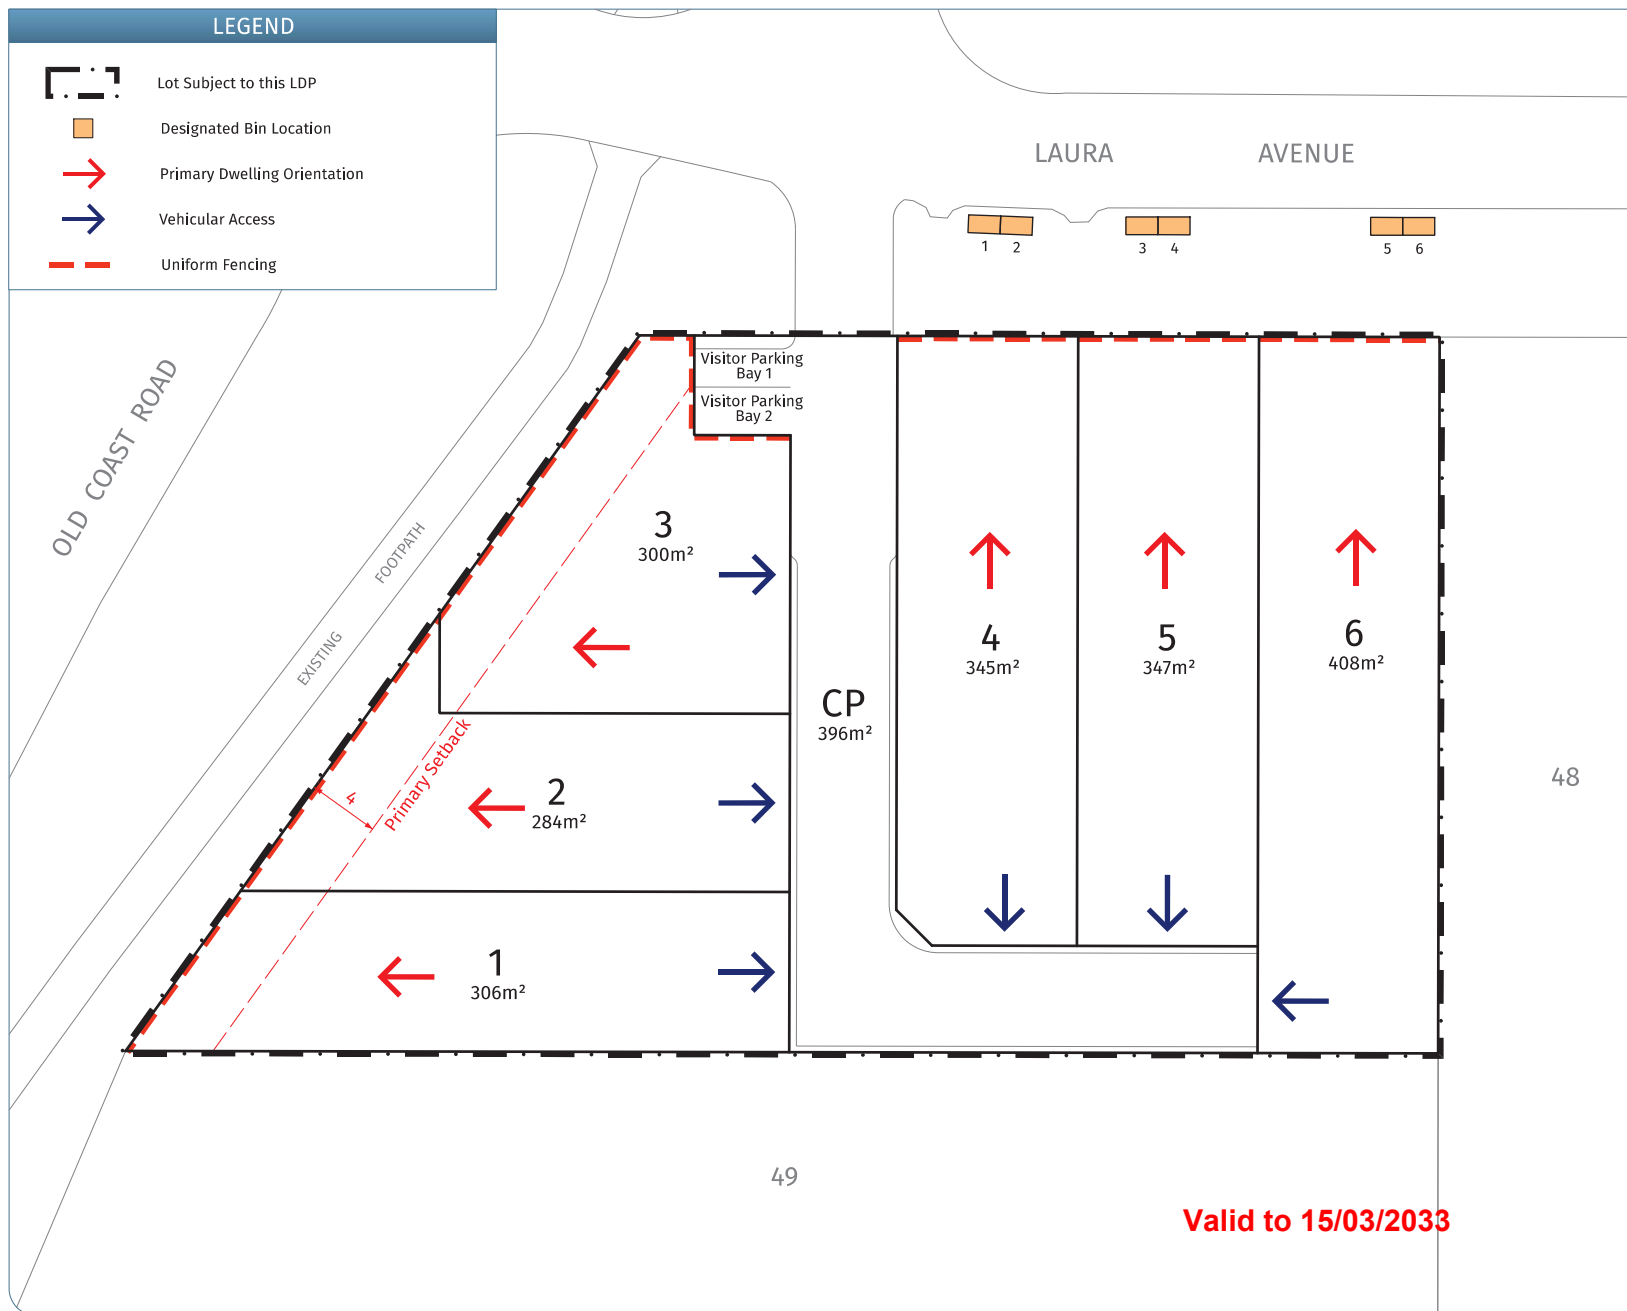 LEGEND
Lot Subject to this LDP
Designated Bin Location
Primary Dwelling Orientation
Vehicular Access
Uniform Fencing
LAURA AVENUE
1 2
3 4
5 6
OLD COAST ROAD
EXISTING FOOTPATH
Visitor Parking
Bay 1
Visitor Parking
Bay 2
3
300m²
4
345m²
5
347m²
6
408m²
CP
396m²
Primary Setback
4
2
284m²
1
306m²
48
49
Valid to 15/03/2033